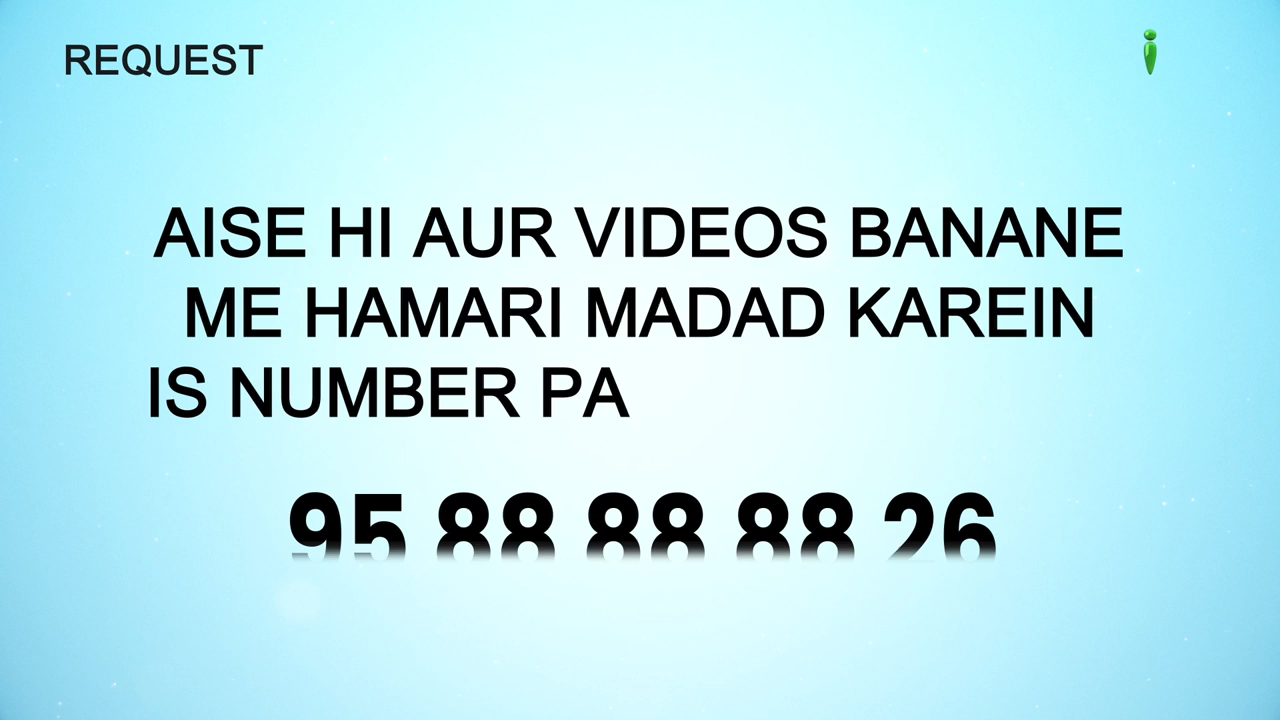 REQUEST
AISE HI AUR VIDEOS BANANE
ME HAMARI MADAD KAREIN
IS NUMBER PA
95 88 88 88 26